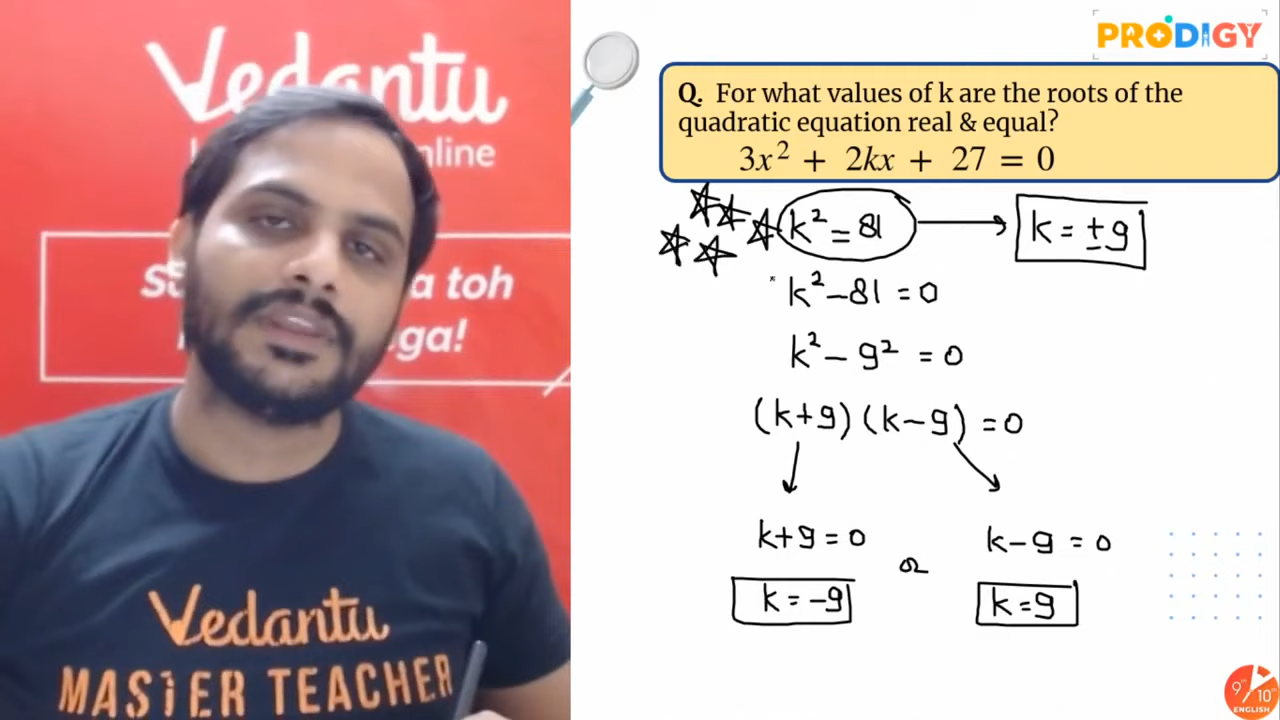 Vedantu
nline
a toh
ga!
Vedantu
MASTER TEACHER
PRODIGY
Q. For what values of k are the roots of the
quadratic equation real & equal?
3x² + 2kx + 27 = 0
k² = 81 → k = ±9
k² – 81 = 0
k² – 9² = 0
(k+9) (k–9) = 0
k+9 = 0 or k–9 = 0
k = –9 k = 9
9th 10th
ENGLISH